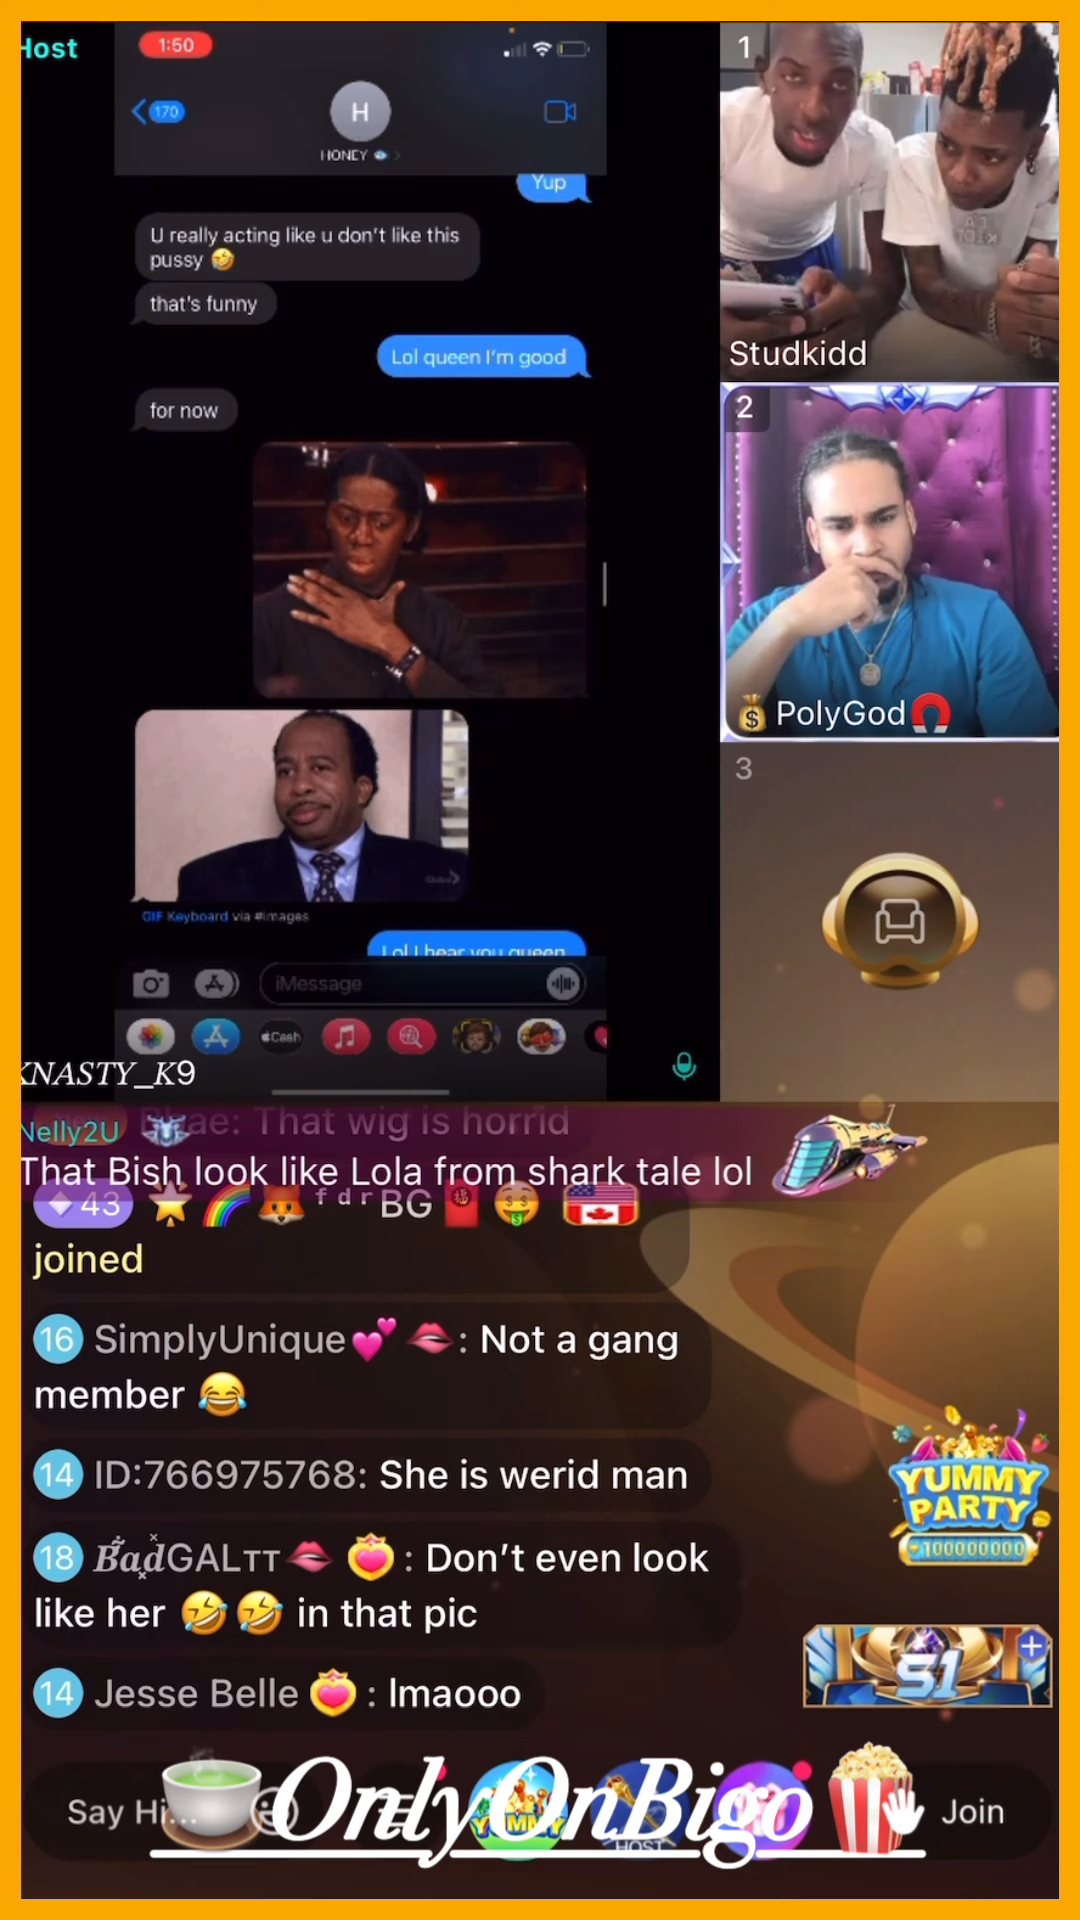 Host
1:50
170
H
HONEY
Yup
U really acting like u don't like this
pussy 🤣
that's funny
Lol queen I'm good
for now
GIF Keyboard via #images
Lol I hear you queen
iMessage
Cash
NASTY_K9
1
Studkidd
2
💰 PolyGod🧲
3
That wig is horrid
Nelly2U
That Bish look like Lola from shark tale lol
43 🌟🌈🦊 ᶠᵈʳBG🧧🤑 🇺🇸🇨🇦
joined
16 SimplyUnique💕💋: Not a gang
member 😂
14 ID:766975768: She is werid man
18 BadGALTT💋 : Don't even look
like her 🤣🤣 in that pic
14 Jesse Belle : lmaooo
YUMMY
PARTY
100000000
S1
Say Hi...
YUMMY
HOST
Join
🍵OnlyOnBigo🍿